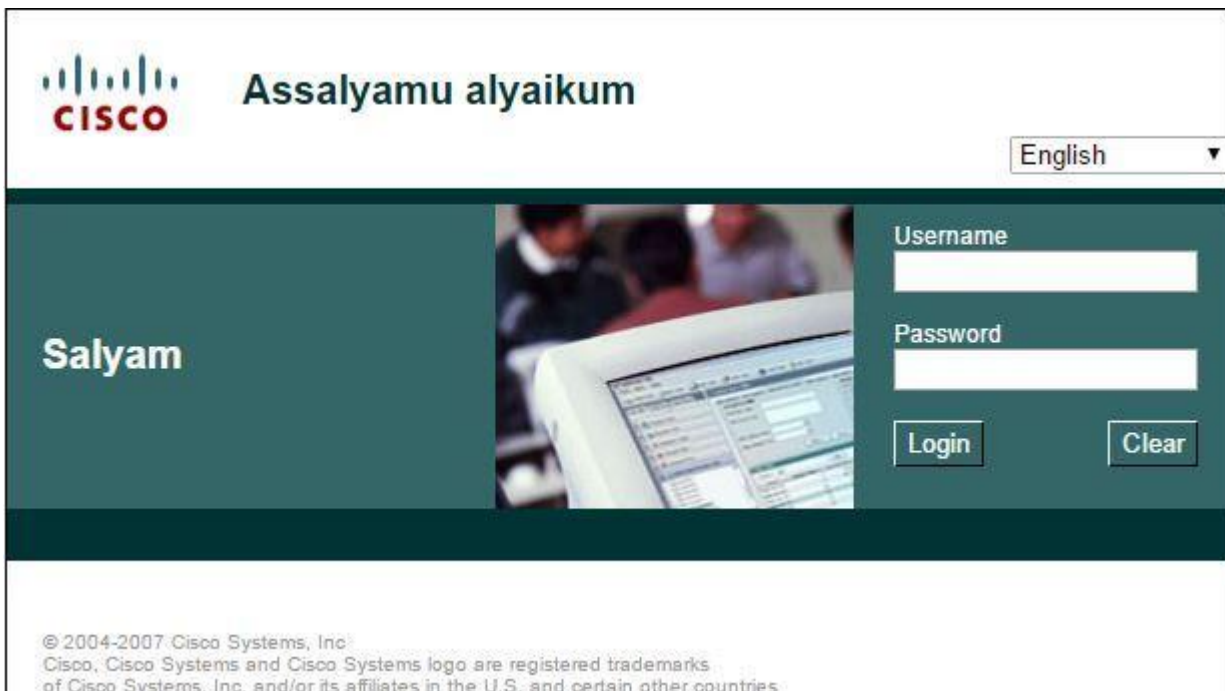 CISCO
Assalyamu alyaikum
English
Salyam
Username
Password
Login
Clear
© 2004-2007 Cisco Systems, Inc
Cisco, Cisco Systems and Cisco Systems logo are registered trademarks
of Cisco Systems, Inc. and/or its affiliates in the U.S. and certain other countries